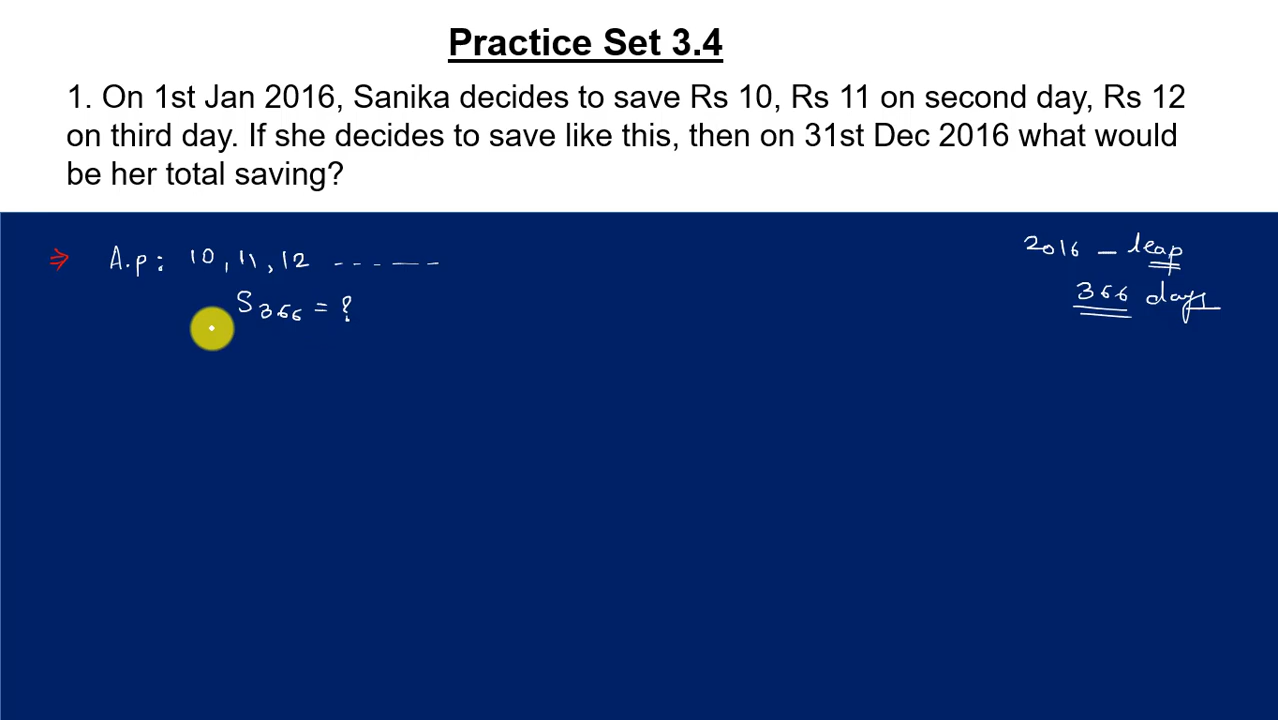 Practice Set 3.4
1. On 1st Jan 2016, Sanika decides to save Rs 10, Rs 11 on second day, Rs 12
on third day. If she decides to save like this, then on 31st Dec 2016 what would
be her total saving?
⇒ A.p: 10, 11, 12 -------
S366 = ?
2016 - leap
366 days